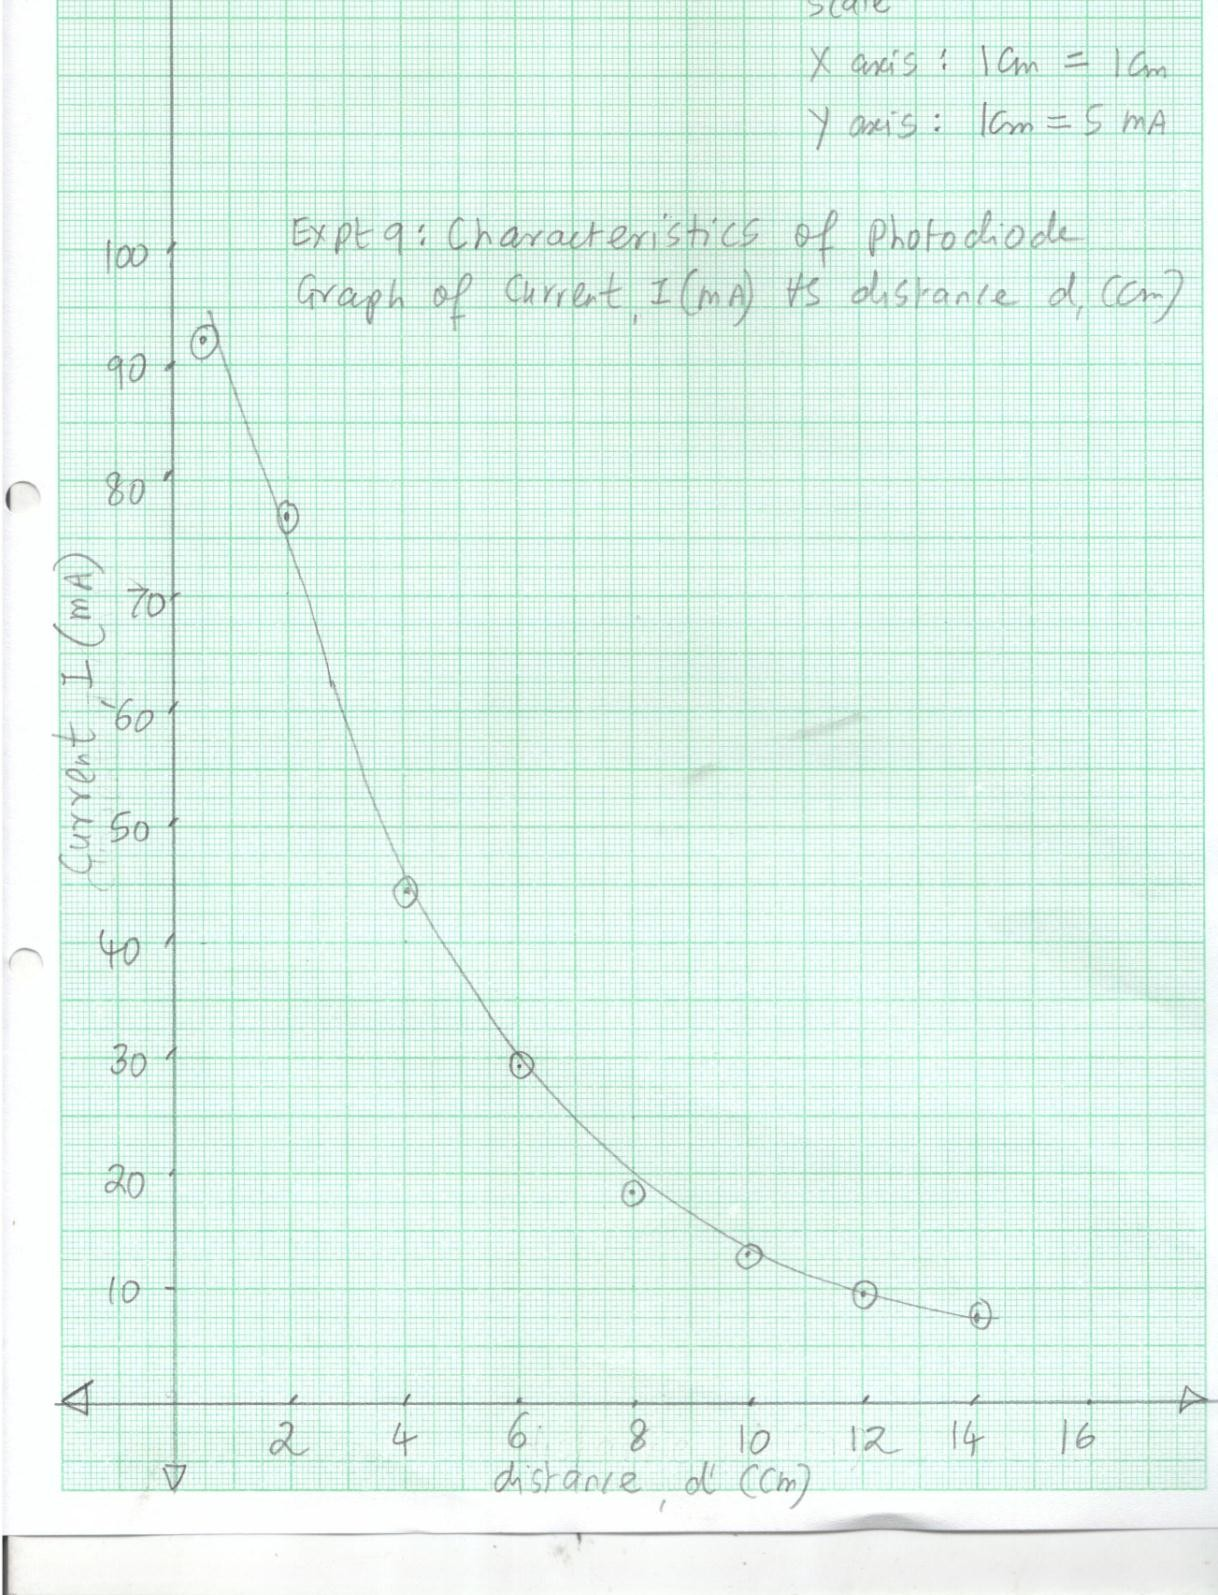 Scale
X axis : 1Cm = 1Cm
Y axis : 1Cm = 5 mA
Expt 9: Characteristics of photodiode
Graph of Current, I (mA) Vs distance d, (cm)
100
90
80
70
60
50
40
30
20
10
Current I (mA)
2 4 6 8 10 12 14 16
distance, d (Cm)